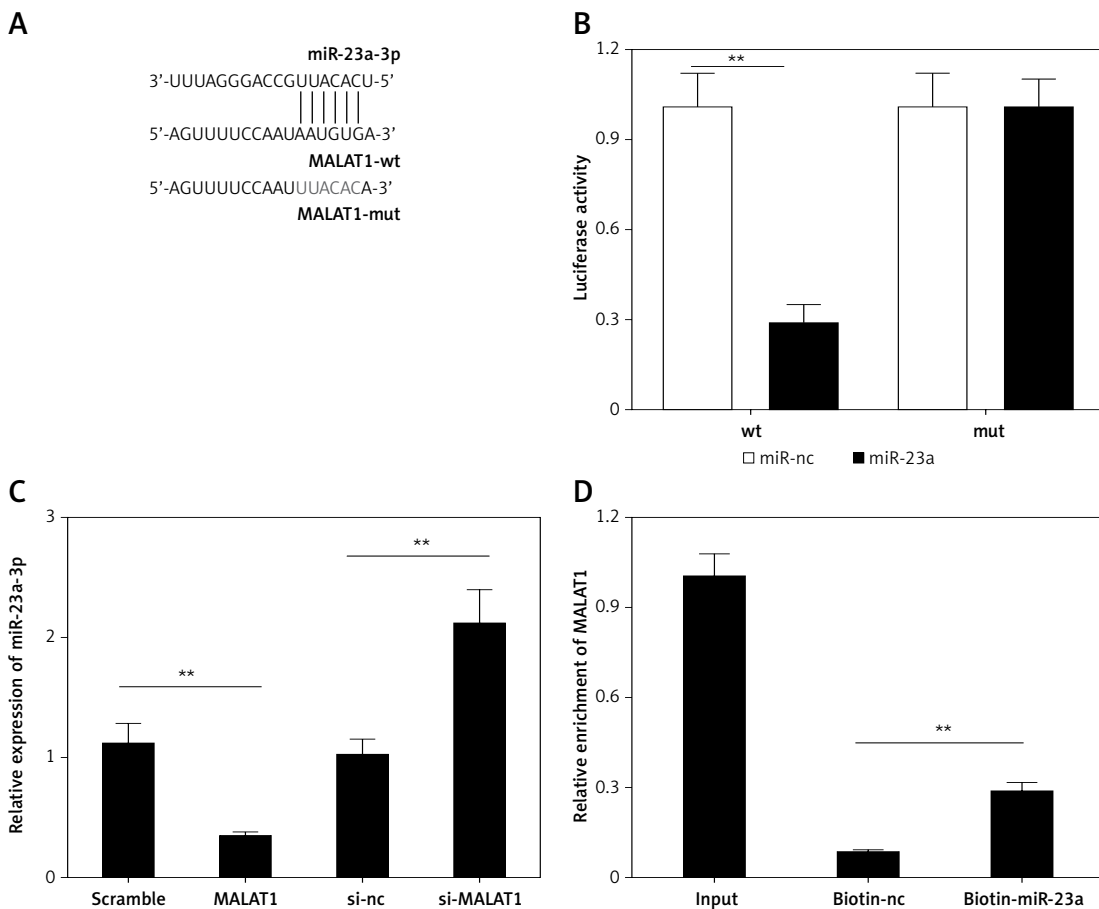 A
miR-23a-3p
3’-UUUAGGGACCGUUACACU-5’
5’-AGUUUUCCAAUAAUGUGA-3’
MALAT1-wt
5’-AGUUUUCCAAUUUACACA-3’
MALAT1-mut
B
Luciferase activity
1.2
0.9
0.6
0.3
0
**
wt
mut
miR-nc
miR-23a
C
Relative expression of miR-23a-3p
3
2
1
0
**
**
Scramble
MALAT1
si-nc
si-MALAT1
D
Relative enrichment of MALAT1
1.2
0.9
0.6
0.3
0
**
Input
Biotin-nc
Biotin-miR-23a